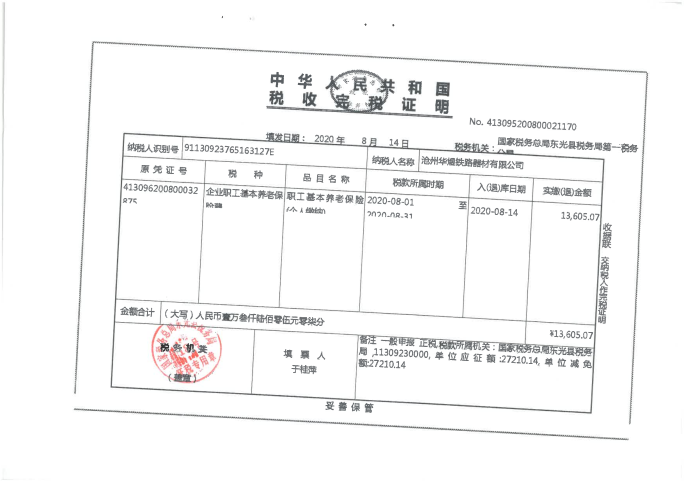 中华人民共和国
税收完税证明
No. 413095200800021170
填发日期： 2020 年 8 月 14 日
税务机关：
国家税务总局东光县税务局第一税务
纳税人识别号
91130923765163127E
纳税人名称
沧州华煊铁路器材有限公司
原凭证号
税 种
品目名称
税款所属时期
入(退)库日期
实缴(退)金额
413096200800032
企业职工基本养老保
职工基本养老保险
2020-08-01
至
2020-08-14
13,605.07
875
险费
(个人缴纳)
2020-08-31
金额合计
（大写）人民币壹万叁仟陆佰零伍元零柒分
¥13,605.07
税务机关
（盖章）
填 票 人
于桂萍
备注 一般申报 正税,税款所属机关：国家税务总局东光县税务
局 ,11309230000, 单位应征额:27210.14, 单位减免
额:27210.14
收据联 交纳税人作完税证明
妥善保管